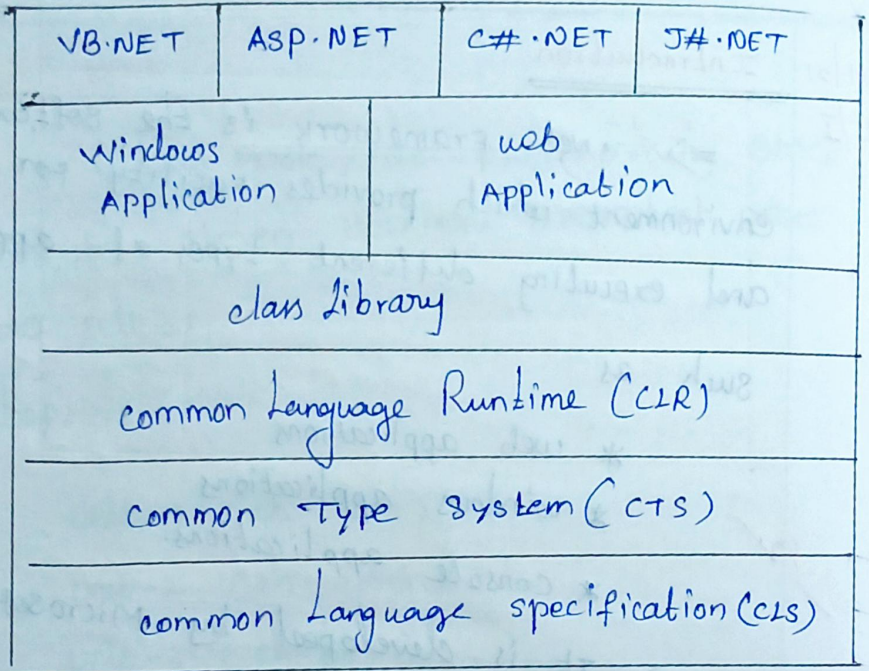 VB.NET ASP.NET C#.NET J#.NET
Windows Application
web Application
class Library
common Language Runtime (CLR)
common Type System (CTS)
common Language specification (CLS)